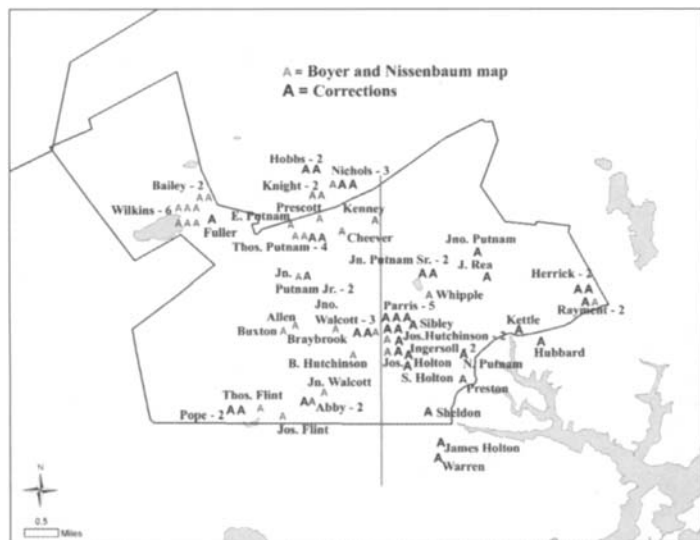 A = Boyer and Nissenbaum map
A = Corrections
Hobbs - 2
A A
Nichols - 3
A A A
Bailey - 2
A A
Knight - 2
A A
Wilkins - 6
A A A
A A A
Fuller
A
E. Putnam
A
Prescott
A
Kenney
A
Cheever
A
Thos. Putnam - 4
A A A A
Jno. Putnam
A
Jn. Putnam Sr. - 2
A A
J. Rea
A
Herrick - 2
A A
Rayment - 2
A A
Jn.
A A
Putnam Jr. - 2
Whipple
A
Jno.
Walcott - 3
A A A
Parris - 5
A A A
A A
Sibley
A
Kettle
A
Allen
A
Buxton
A
Braybrook
A
Jos. Hutchinson - 2
A A
Hubbard
A
Ingersoll 2
A A
B. Hutchinson
A
Jos. Holton
A
N. Putnam
A
S. Holton
Preston
A
Jn. Walcott
A
Thos. Flint
A
Abby - 2
A A
Pope - 2
A A
Jos. Flint
A
Sheldon
A
James Holton
A
Warren
A
N
0.5
Miles